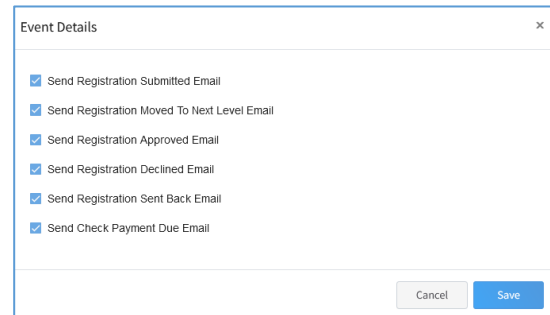 Event Details
×
Send Registration Submitted Email
Send Registration Moved To Next Level Email
Send Registration Approved Email
Send Registration Declined Email
Send Registration Sent Back Email
Send Check Payment Due Email
Cancel Save